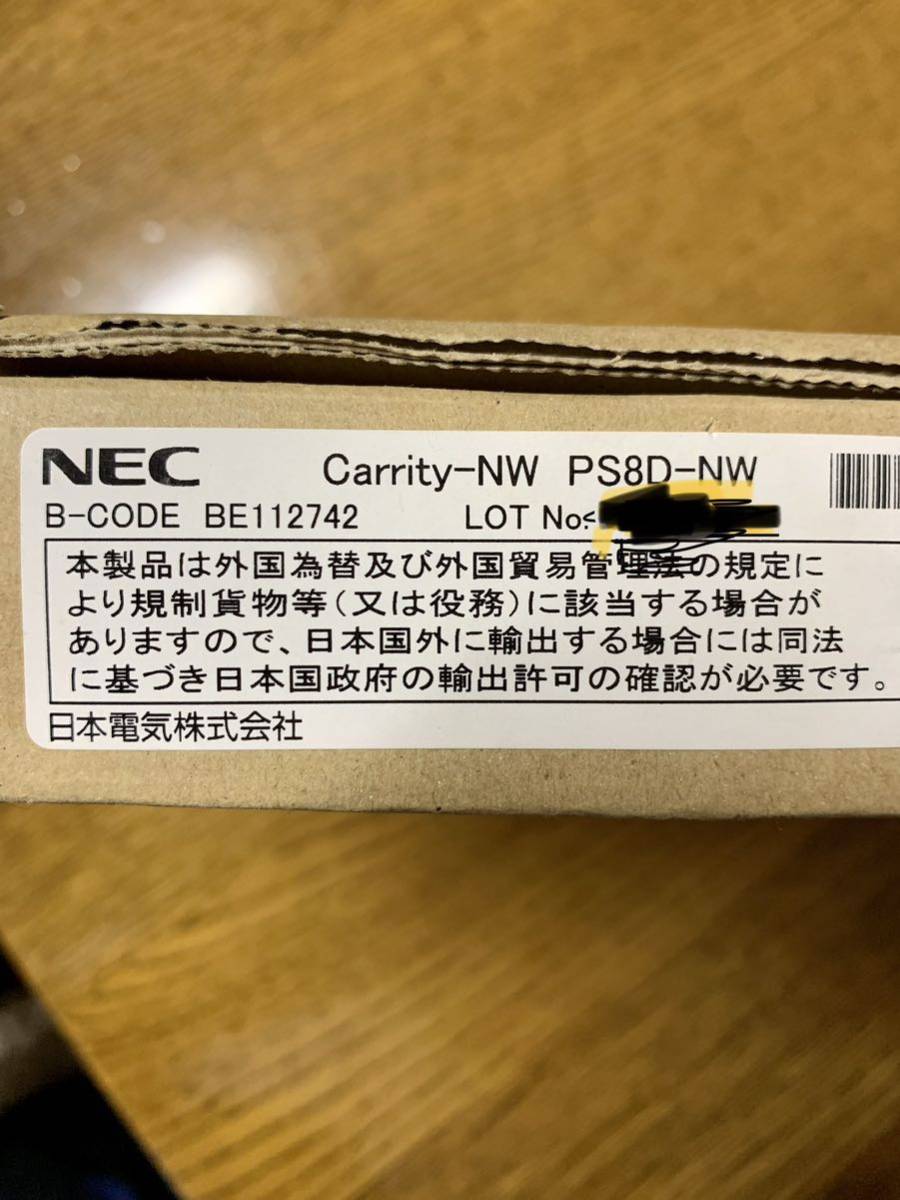 NEC Carrity-NW PS8D-NW
B-CODE BE112742 LOT No.
本製品は外国為替及び外国貿易管理法の規定に
より規制貨物等(又は役務)に該当する場合が
ありますので、日本国外に輸出する場合には同法
に基づき日本国政府の輸出許可の確認が必要です。
日本電気株式会社